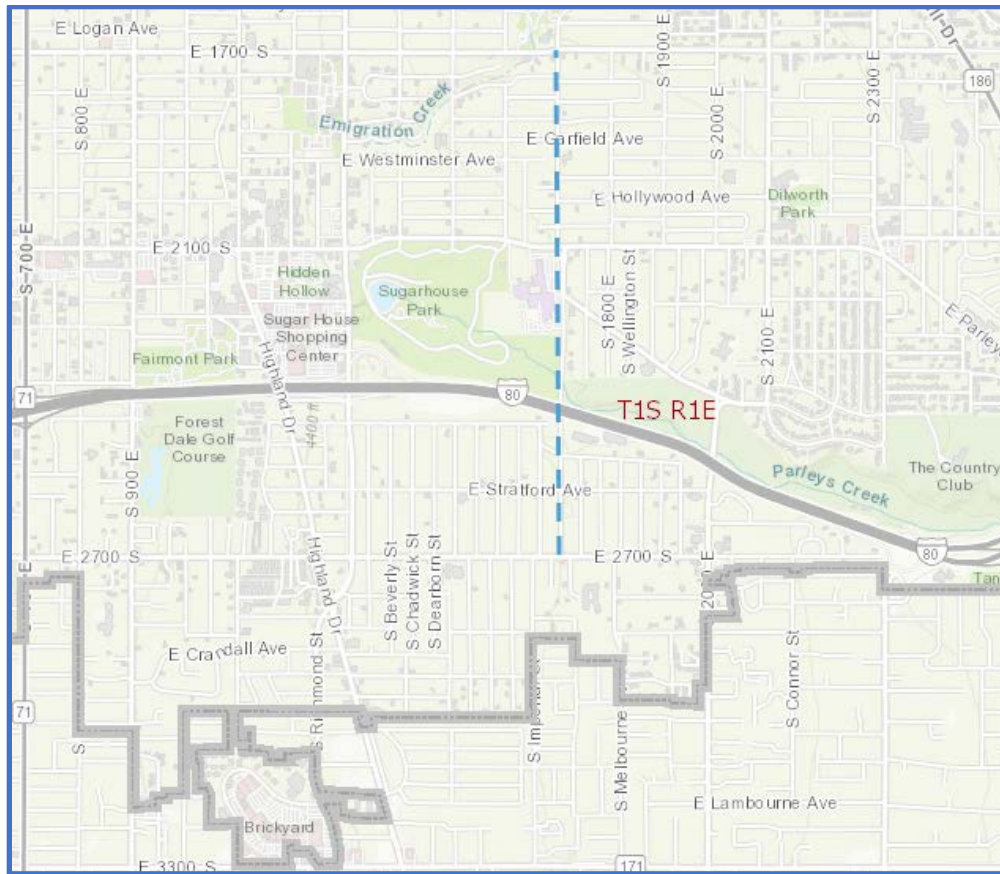 E Logan Ave
E 1700 S
S 1900 E
186
S 800 E
S 2000 E
S 2300 E
Emigration Creek
E Garfield Ave
E Westminster Ave
E Hollywood Ave
Dilworth
Park
S-700-E
E 2100 S
Hidden
Hollow
Sugarhouse
Park
S 1800 E
S Wellington St
Sugar House
Shopping
Center
S 2100 E
E Parley
Fairmont Park
Highland Dr
71
80
4400 ft
T1S R1E
Forest
Dale Golf
Course
S 900 E
Parleys Creek
The Country
Club
E Stratford Ave
E 2700 S
Highland Dr
S Beverly St
S Chadwick St
S Dearborn St
E 2700 S
80
Tan
E Crandall Ave
S Richmond St
S Connor St
71
S
S Melbourne
E Lambourne Ave
Brickyard
E 3300 S
171